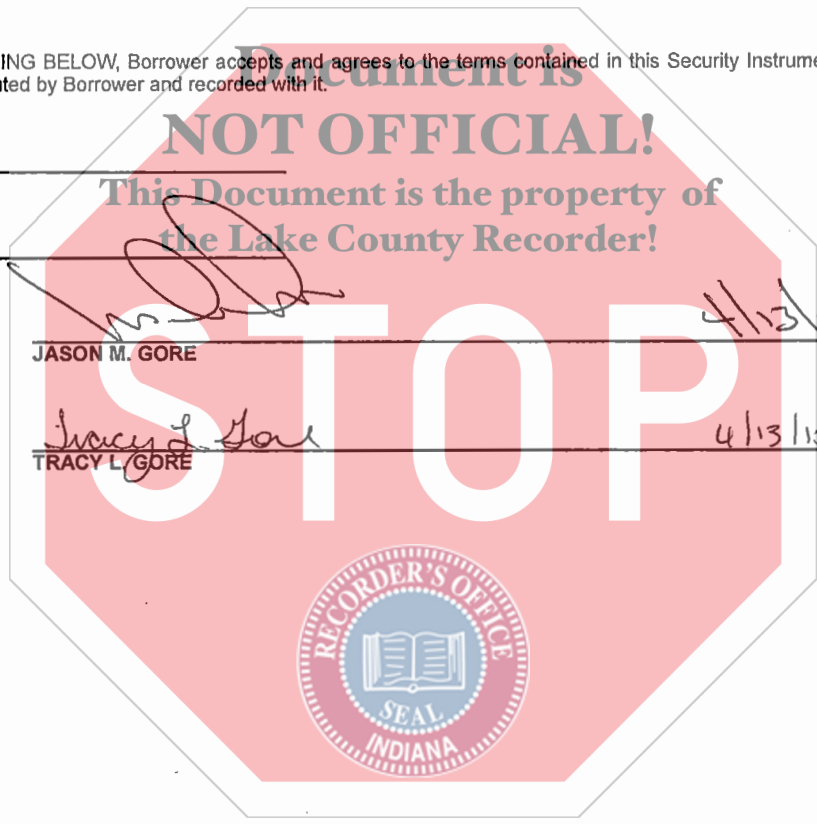 Document is
ING BELOW, Borrower accepts and agrees to the terms contained in this Security Instrume
ted by Borrower and recorded with it.
NOT OFFICIAL!
This Document is the property of
the Lake County Recorder!
STOP
4/13/
JASON M. GORE
Tracy L Gore
4/13/1
TRACY L. GORE
RECORDER'S OFFICE
SEAL
INDIANA